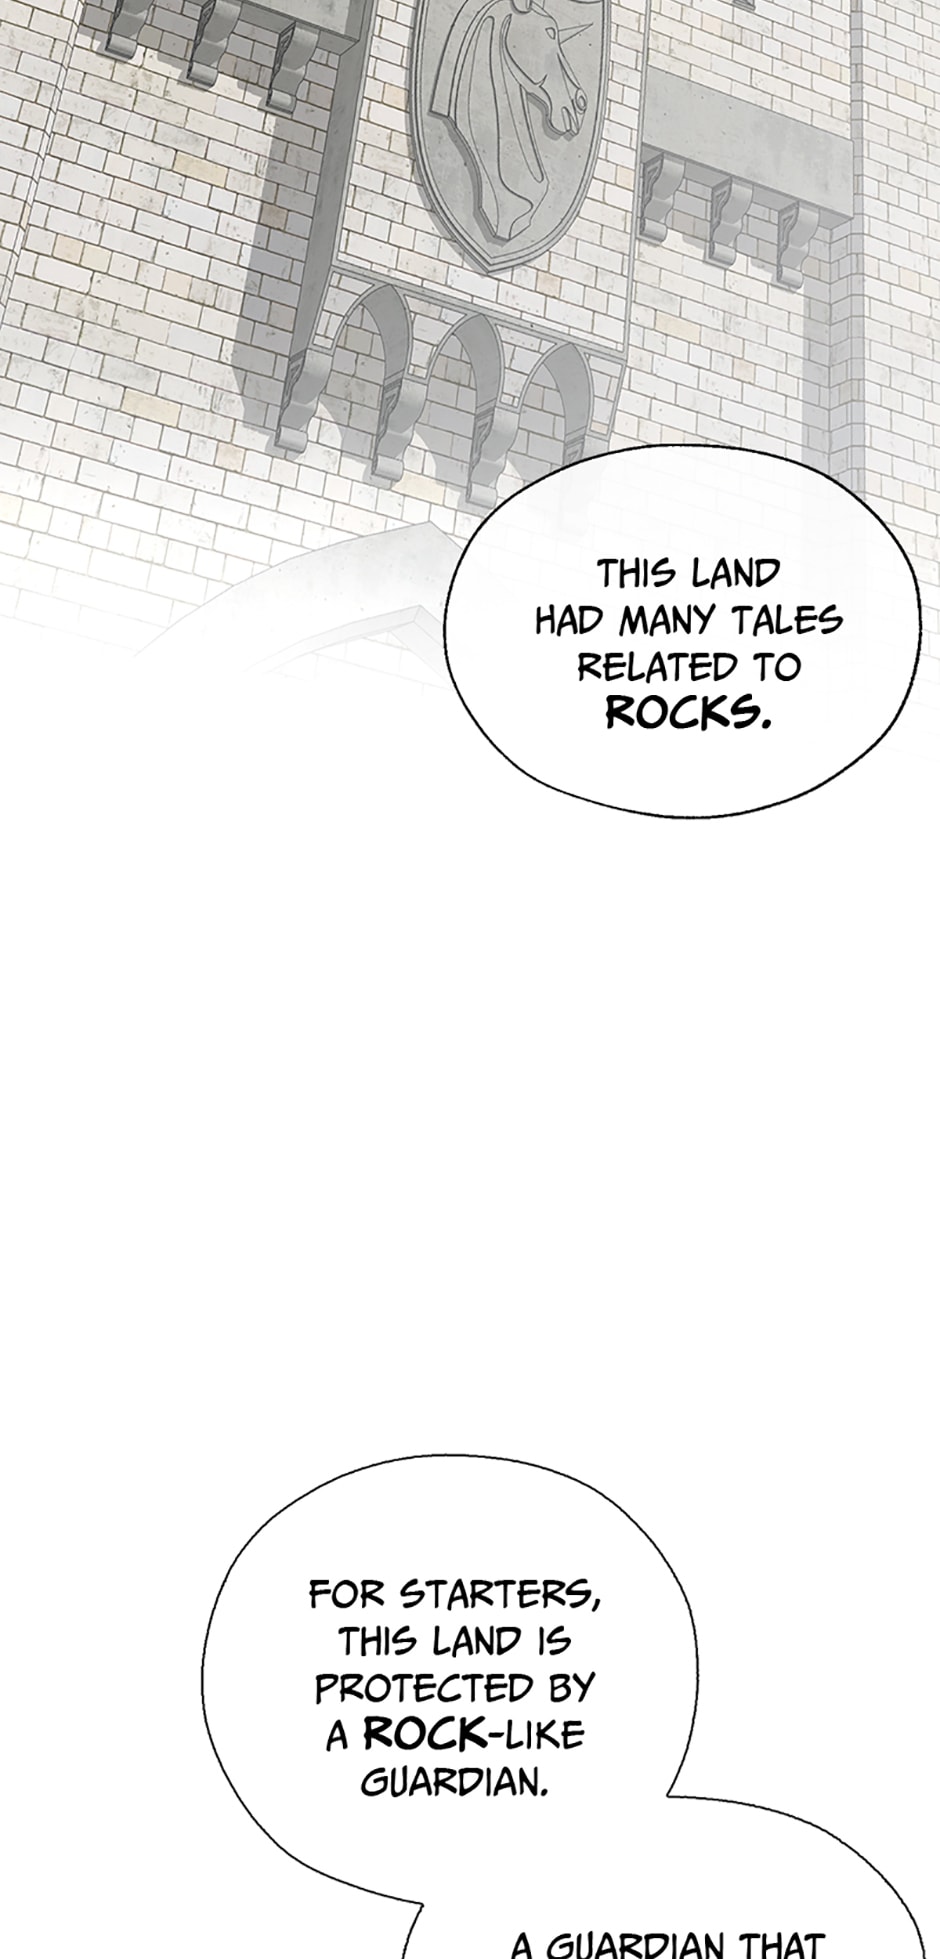 THIS LAND
HAD MANY TALES
RELATED TO
ROCKS.
FOR STARTERS,
THIS LAND IS
PROTECTED BY
A ROCK-LIKE
GUARDIAN.
A GUARDIAN THAT